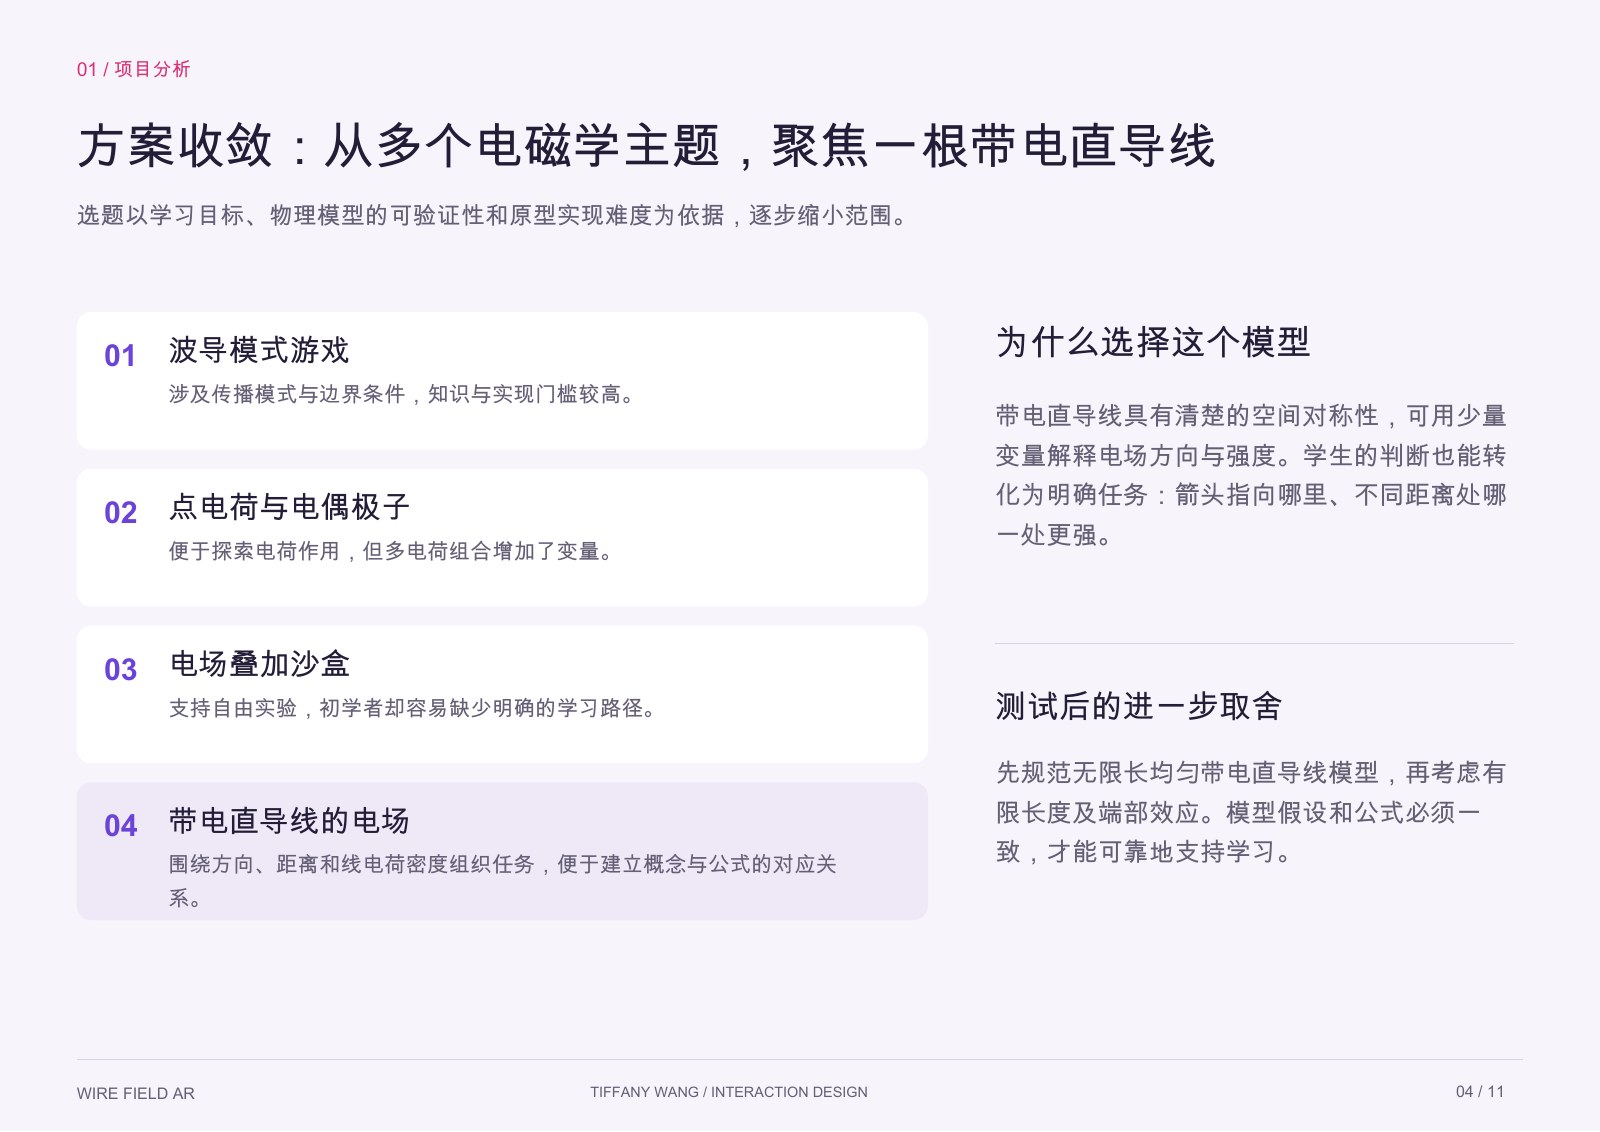 01 / 项目分析
方案收敛：从多个电磁学主题，聚焦一根带电直导线
选题以学习目标、物理模型的可验证性和原型实现难度为依据，逐步缩小范围。
01
波导模式游戏
涉及传播模式与边界条件，知识与实现门槛较高。
02
点电荷与电偶极子
便于探索电荷作用，但多电荷组合增加了变量。
03
电场叠加沙盒
支持自由实验，初学者却容易缺少明确的学习路径。
04
带电直导线的电场
围绕方向、距离和线电荷密度组织任务，便于建立概念与公式的对应关
系。
为什么选择这个模型
带电直导线具有清楚的空间对称性，可用少量
变量解释电场方向与强度。学生的判断也能转
化为明确任务：箭头指向哪里、不同距离处哪
一处更强。
测试后的进一步取舍
先规范无限长均匀带电直导线模型，再考虑有
限长度及端部效应。模型假设和公式必须一
致，才能可靠地支持学习。
WIRE FIELD AR
TIFFANY WANG / INTERACTION DESIGN
04 / 11